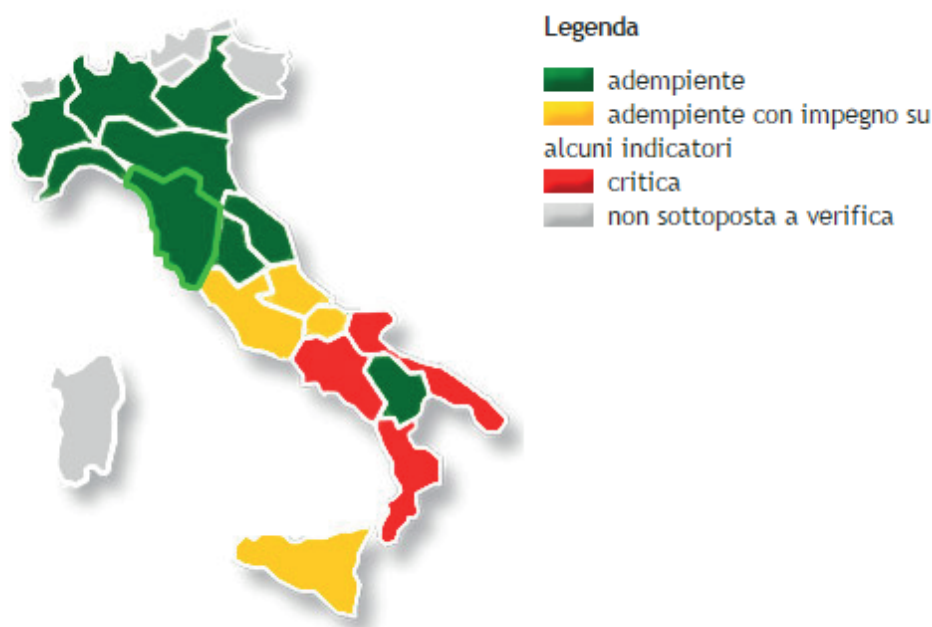 Legenda
adempiente
adempiente con impegno su
alcuni indicatori
critica
non sottoposta a verifica